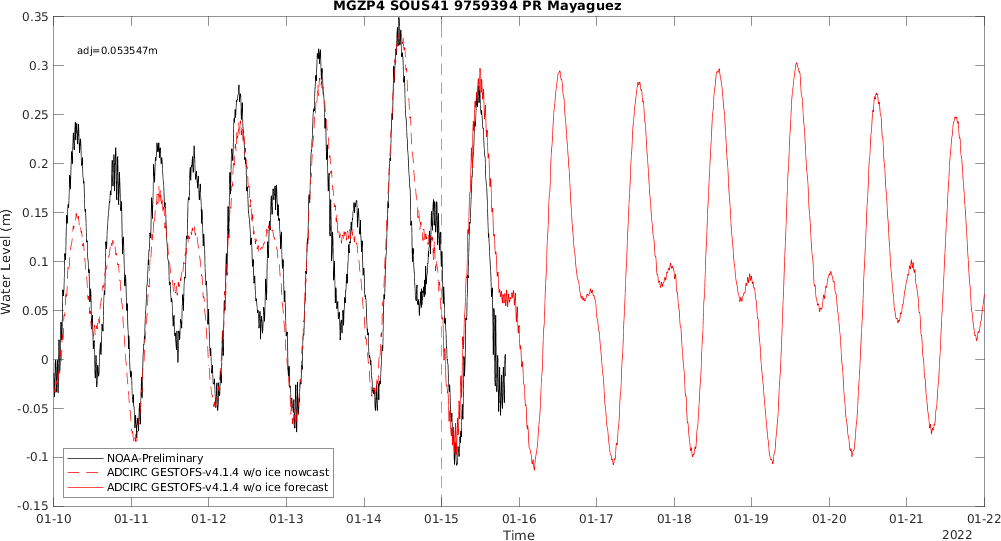 MGZP4 SOUS41 9759394 PR Mayaguez
adj=0.053547m
0.35
0.3
0.25
0.2
0.15
0.1
0.05
0
-0.05
-0.1
-0.15
Water Level (m)
NOAA-Preliminary
ADCIRC GESTOFS-v4.1.4 w/o ice nowcast
ADCIRC GESTOFS-v4.1.4 w/o ice forecast
01-10 01-11 01-12 01-13 01-14 01-15 01-16 01-17 01-18 01-19 01-20 01-21 01-22
Time
2022